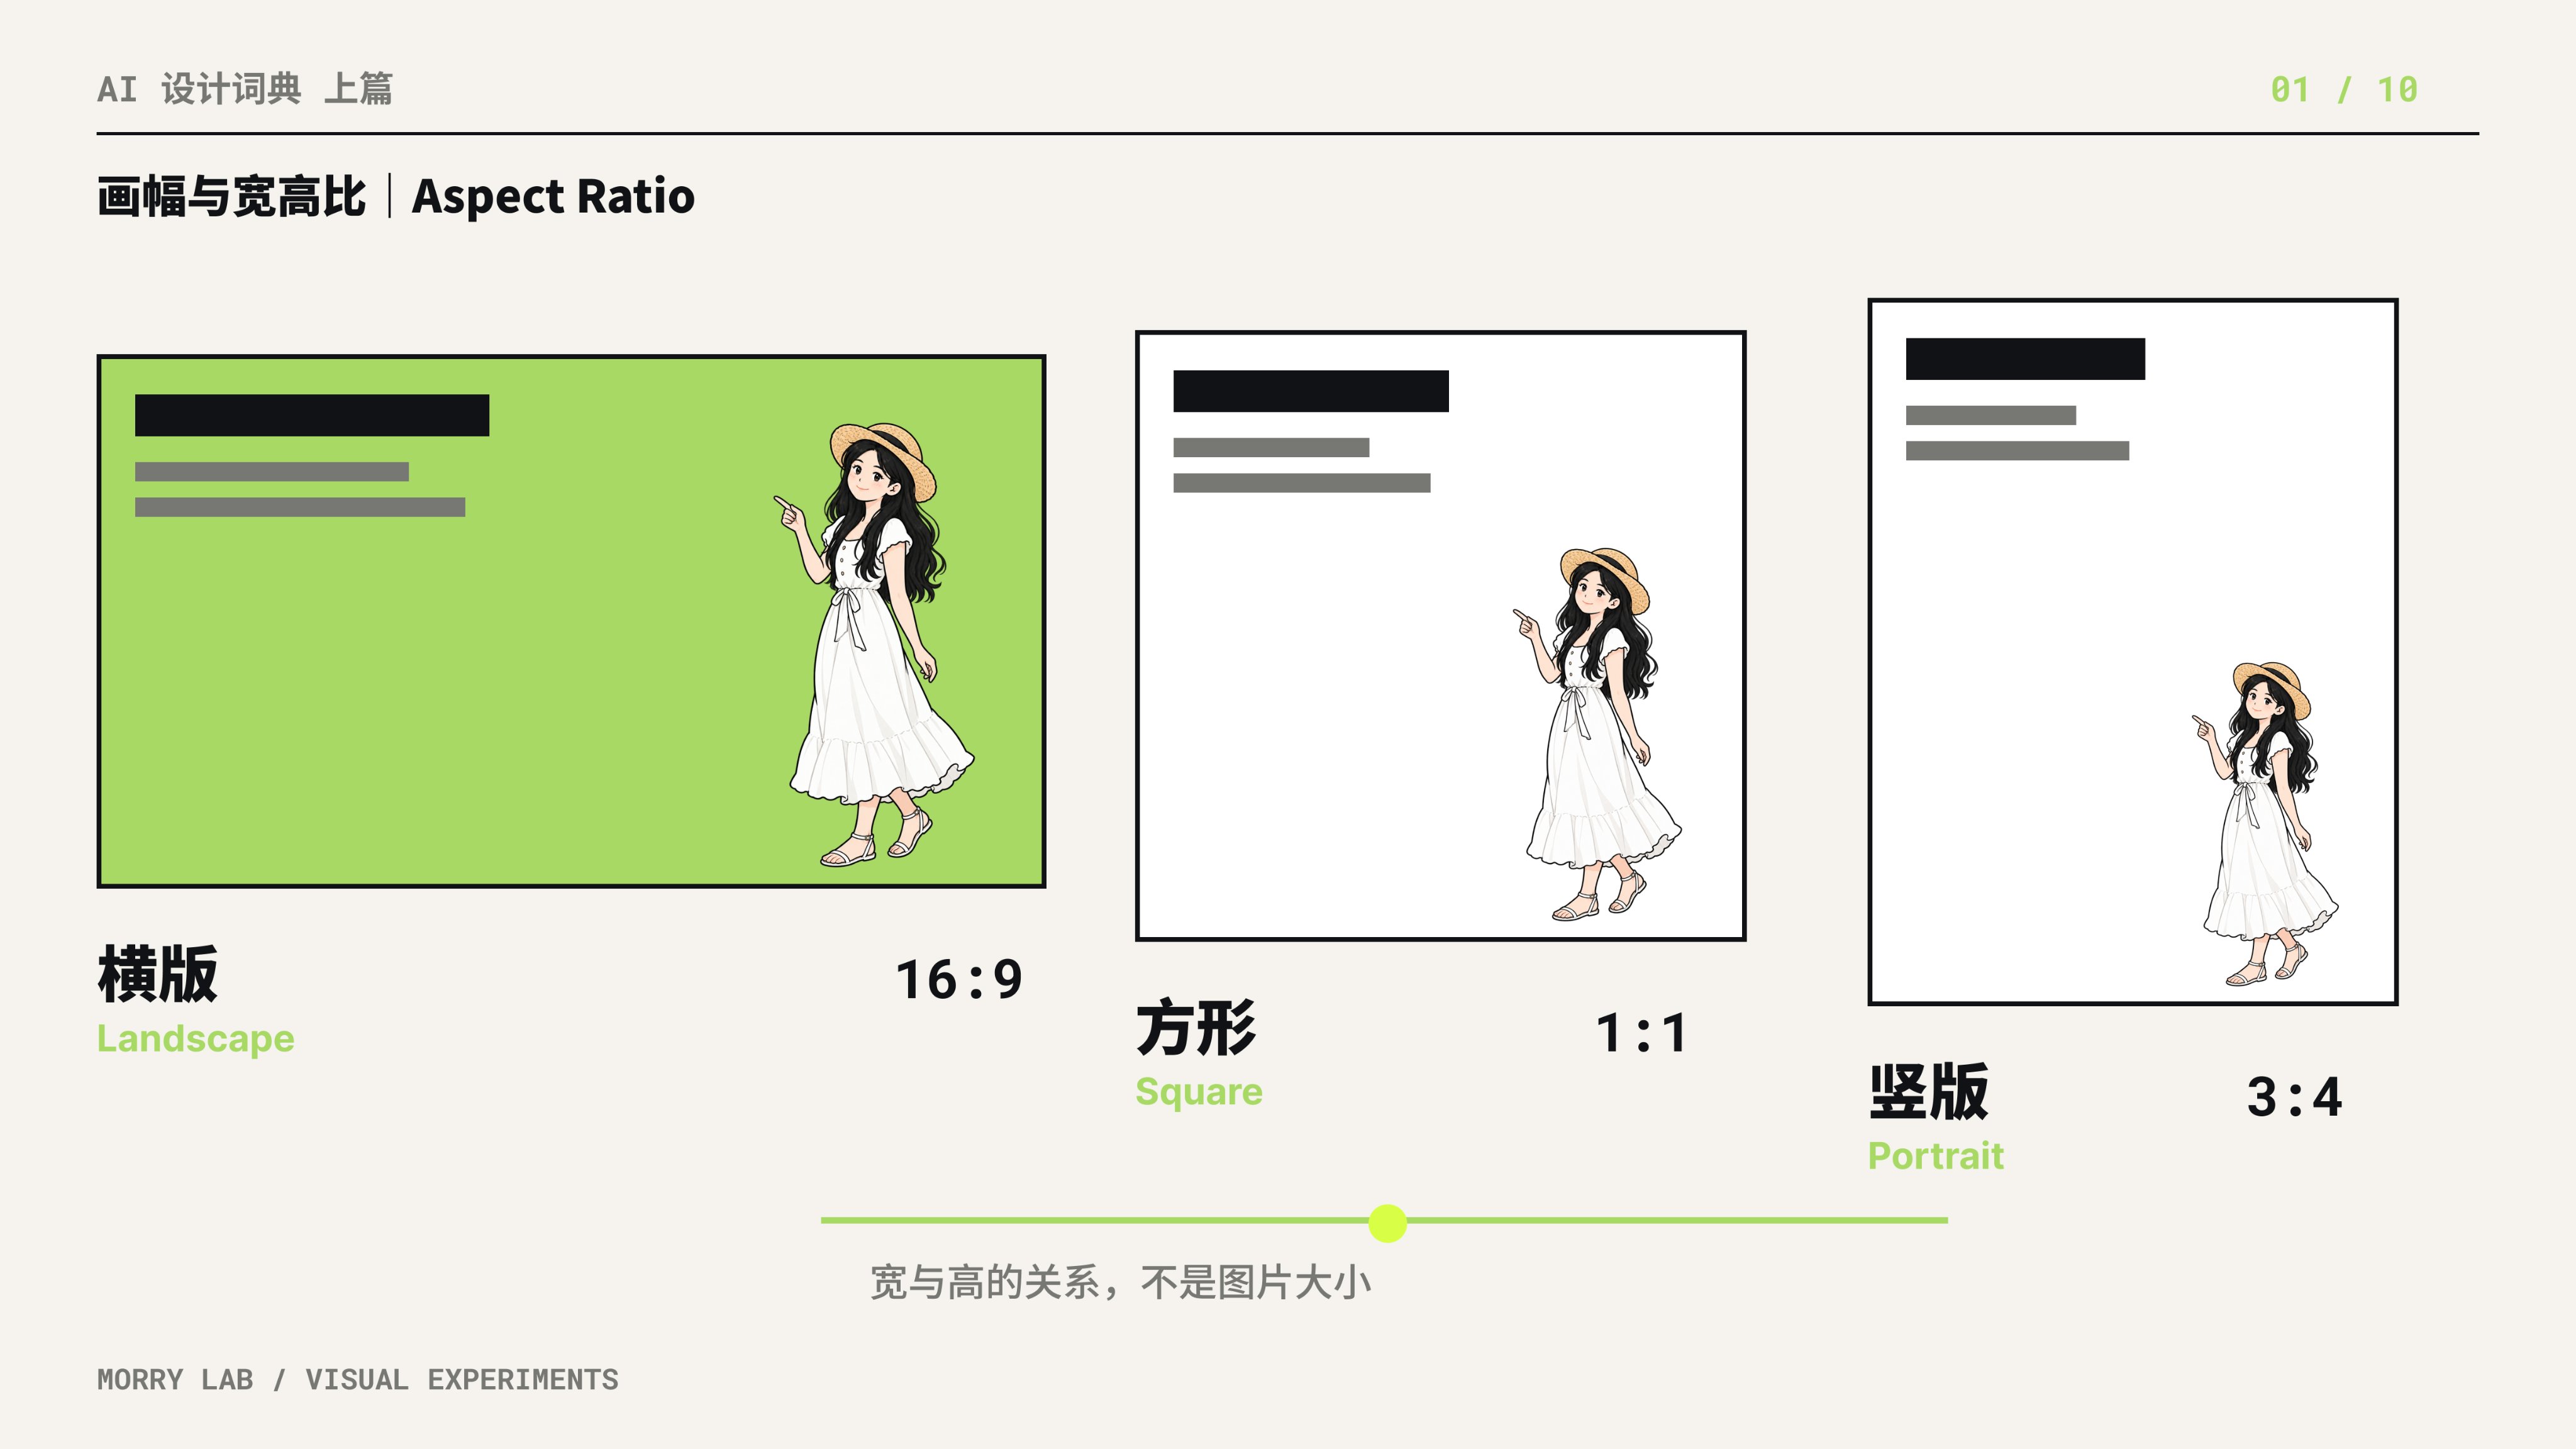 AI 设计词典 上篇
01 / 10
画幅与宽高比｜Aspect Ratio
横版
16:9
Landscape
方形
1:1
Square
竖版
3:4
Portrait
宽与高的关系，不是图片大小
MORRY LAB / VISUAL EXPERIMENTS